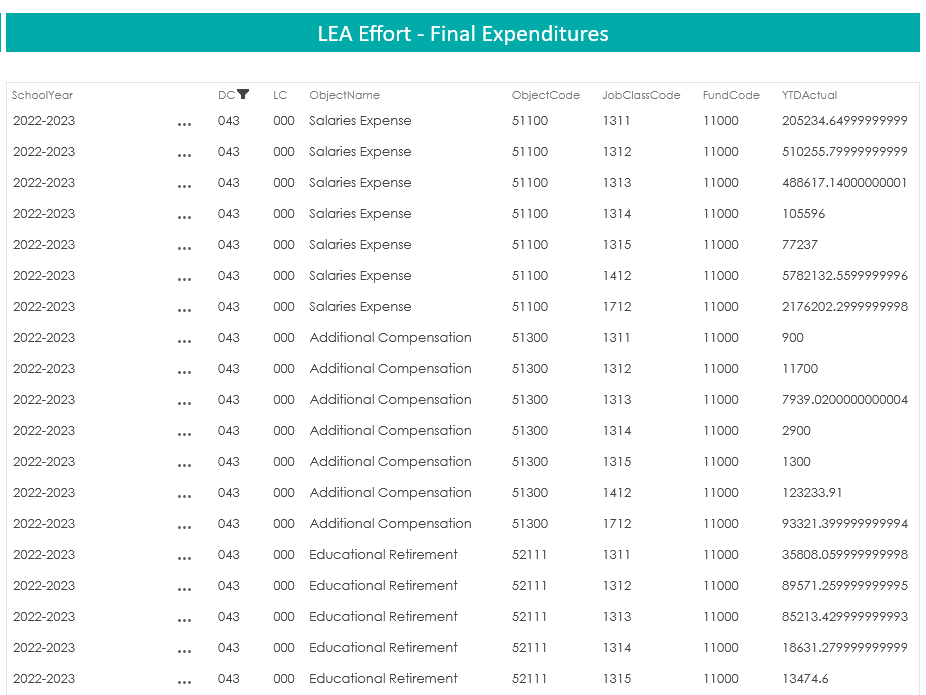 LEA Effort - Final Expenditures
SchoolYear DC LC ObjectName ObjectCode JobClassCode FundCode YTDActual
2022-2023 ... 043 000 Salaries Expense 51100 1311 11000 205234.64999999999
2022-2023 ... 043 000 Salaries Expense 51100 1312 11000 510255.79999999999
2022-2023 ... 043 000 Salaries Expense 51100 1313 11000 488617.14000000001
2022-2023 ... 043 000 Salaries Expense 51100 1314 11000 105596
2022-2023 ... 043 000 Salaries Expense 51100 1315 11000 77237
2022-2023 ... 043 000 Salaries Expense 51100 1412 11000 5782132.5599999996
2022-2023 ... 043 000 Salaries Expense 51100 1712 11000 2176202.2999999998
2022-2023 ... 043 000 Additional Compensation 51300 1311 11000 900
2022-2023 ... 043 000 Additional Compensation 51300 1312 11000 11700
2022-2023 ... 043 000 Additional Compensation 51300 1313 11000 7939.0200000000004
2022-2023 ... 043 000 Additional Compensation 51300 1314 11000 2900
2022-2023 ... 043 000 Additional Compensation 51300 1315 11000 1300
2022-2023 ... 043 000 Additional Compensation 51300 1412 11000 123233.91
2022-2023 ... 043 000 Additional Compensation 51300 1712 11000 93321.399999999994
2022-2023 ... 043 000 Educational Retirement 52111 1311 11000 35808.059999999998
2022-2023 ... 043 000 Educational Retirement 52111 1312 11000 89571.259999999995
2022-2023 ... 043 000 Educational Retirement 52111 1313 11000 85213.429999999993
2022-2023 ... 043 000 Educational Retirement 52111 1314 11000 18631.279999999999
2022-2023 ... 043 000 Educational Retirement 52111 1315 11000 13474.6